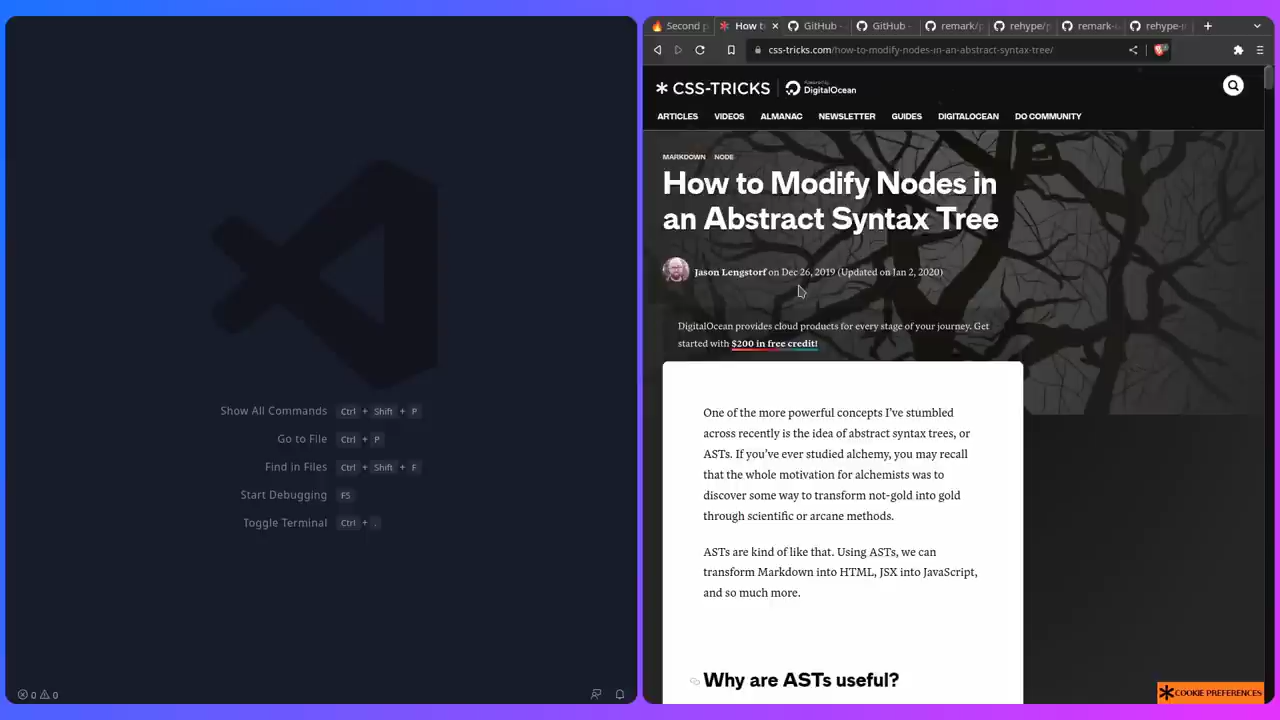 Show All Commands Ctrl + Shift + P
Go to File Ctrl + P
Find in Files Ctrl + Shift + F
Start Debugging F5
Toggle Terminal Ctrl + .
0 0
Second p How to GitHub - GitHub - remark/ rehype/ remark- rehype-
css-tricks.com/how-to-modify-nodes-in-an-abstract-syntax-tree/
CSS-TRICKS Powered by DigitalOcean
ARTICLES VIDEOS ALMANAC NEWSLETTER GUIDES DIGITALOCEAN DO COMMUNITY
MARKDOWN NODE
How to Modify Nodes in
an Abstract Syntax Tree
Jason Lengstorf on Dec 26, 2019 (Updated on Jan 2, 2020)
DigitalOcean provides cloud products for every stage of your journey. Get
started with $200 in free credit!
One of the more powerful concepts I've stumbled
across recently is the idea of abstract syntax trees, or
ASTs. If you've ever studied alchemy, you may recall
that the whole motivation for alchemists was to
discover some way to transform not-gold into gold
through scientific or arcane methods.
ASTs are kind of like that. Using ASTs, we can
transform Markdown into HTML, JSX into JavaScript,
and so much more.
Why are ASTs useful?
COOKIE PREFERENCES